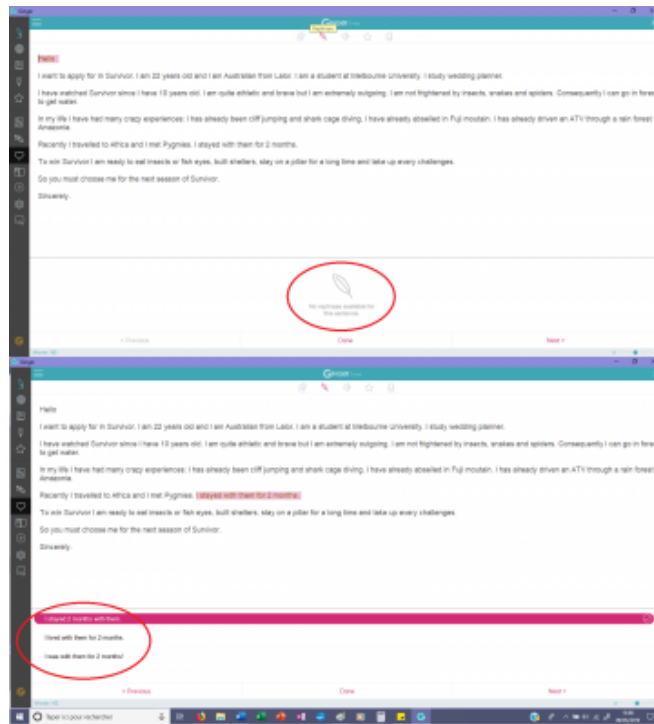 Ginger
Ginger
Rephrase
Hello
I want to apply for in Survivor. I am 22 years old and I am Australian from Lalor. I am a student at Melbourne University. I study wedding planner.
I have watched Survivor since I have 10 years old. I am quite athletic and brave but I am extremely outgoing. I am not frightened by insects, snakes and spiders. Consequently I can go in fores
to get water.
In my life I have had many crazy experiences: I has already been cliff jumping and shark cage diving. I have already abseiled in Fuji moutain. I has already driven an ATV through a rain forest
Amazonia.
Recently I travelled to Africa and I met Pygmies. I stayed with them for 2 months.
To win Survivor I am ready to eat insects or fish eyes, built shelters, stay on a pillar for a long time and take up every challenges.
So you must choose me for the next season of Survivor.
Sincerely.
No rephrase available for
this sentence.
< Previous
Done
Next >
Ginger
Ginger
Hello
I want to apply for in Survivor. I am 22 years old and I am Australian from Lalor. I am a student at Melbourne University. I study wedding planner.
I have watched Survivor since I have 10 years old. I am quite athletic and brave but I am extremely outgoing. I am not frightened by insects, snakes and spiders. Consequently I can go in fores
to get water.
In my life I have had many crazy experiences: I has already been cliff jumping and shark cage diving. I have already abseiled in Fuji moutain. I has already driven an ATV through a rain forest
Amazonia.
Recently I travelled to Africa and I met Pygmies. I stayed with them for 2 months.
To win Survivor I am ready to eat insects or fish eyes, built shelters, stay on a pillar for a long time and take up every challenges.
So you must choose me for the next season of Survivor.
Sincerely.
I stayed 2 months with them.
I lived with them for 2 months.
I was with them for 2 months!
< Previous
Done
Next >
Taper ici pour rechercher